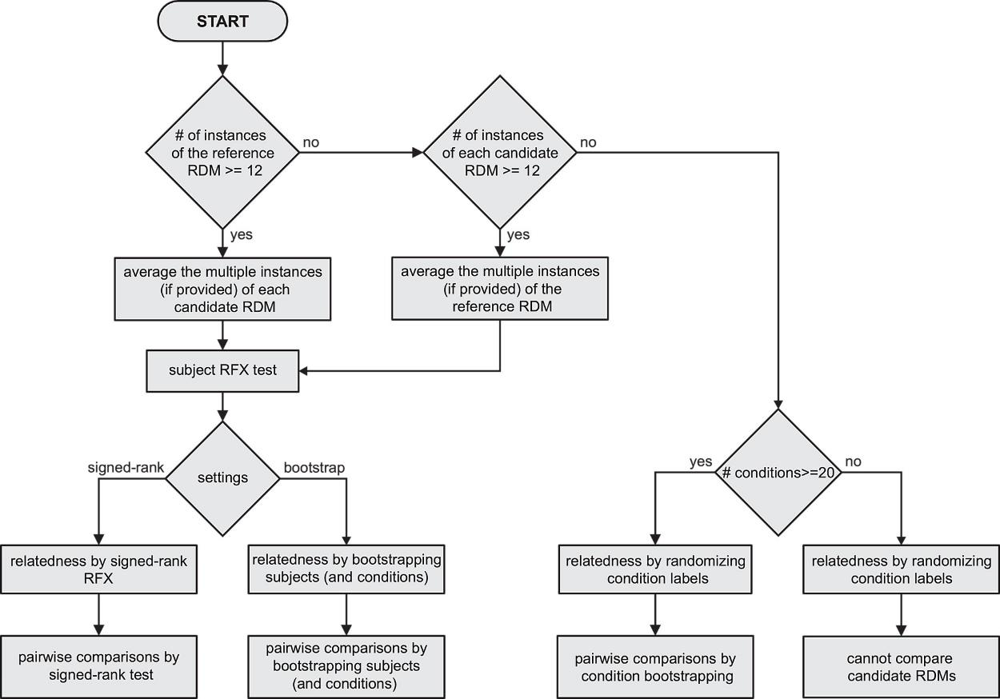 START
# of instances
of the reference
RDM >= 12
no
# of instances
of each candidate
RDM >= 12
no
yes
yes
average the multiple instances
(if provided) of each
candidate RDM
average the multiple instances
(if provided) of the
reference RDM
subject RFX test
settings
signed-rank
bootstrap
# conditions>=20
yes
no
relatedness by signed-rank
RFX
relatedness by bootstrapping
subjects (and conditions)
relatedness by randomizing
condition labels
relatedness by randomizing
condition labels
pairwise comparisons by
signed-rank test
pairwise comparisons by
bootstrapping subjects
(and conditions)
pairwise comparisons by
condition bootstrapping
cannot compare
candidate RDMs